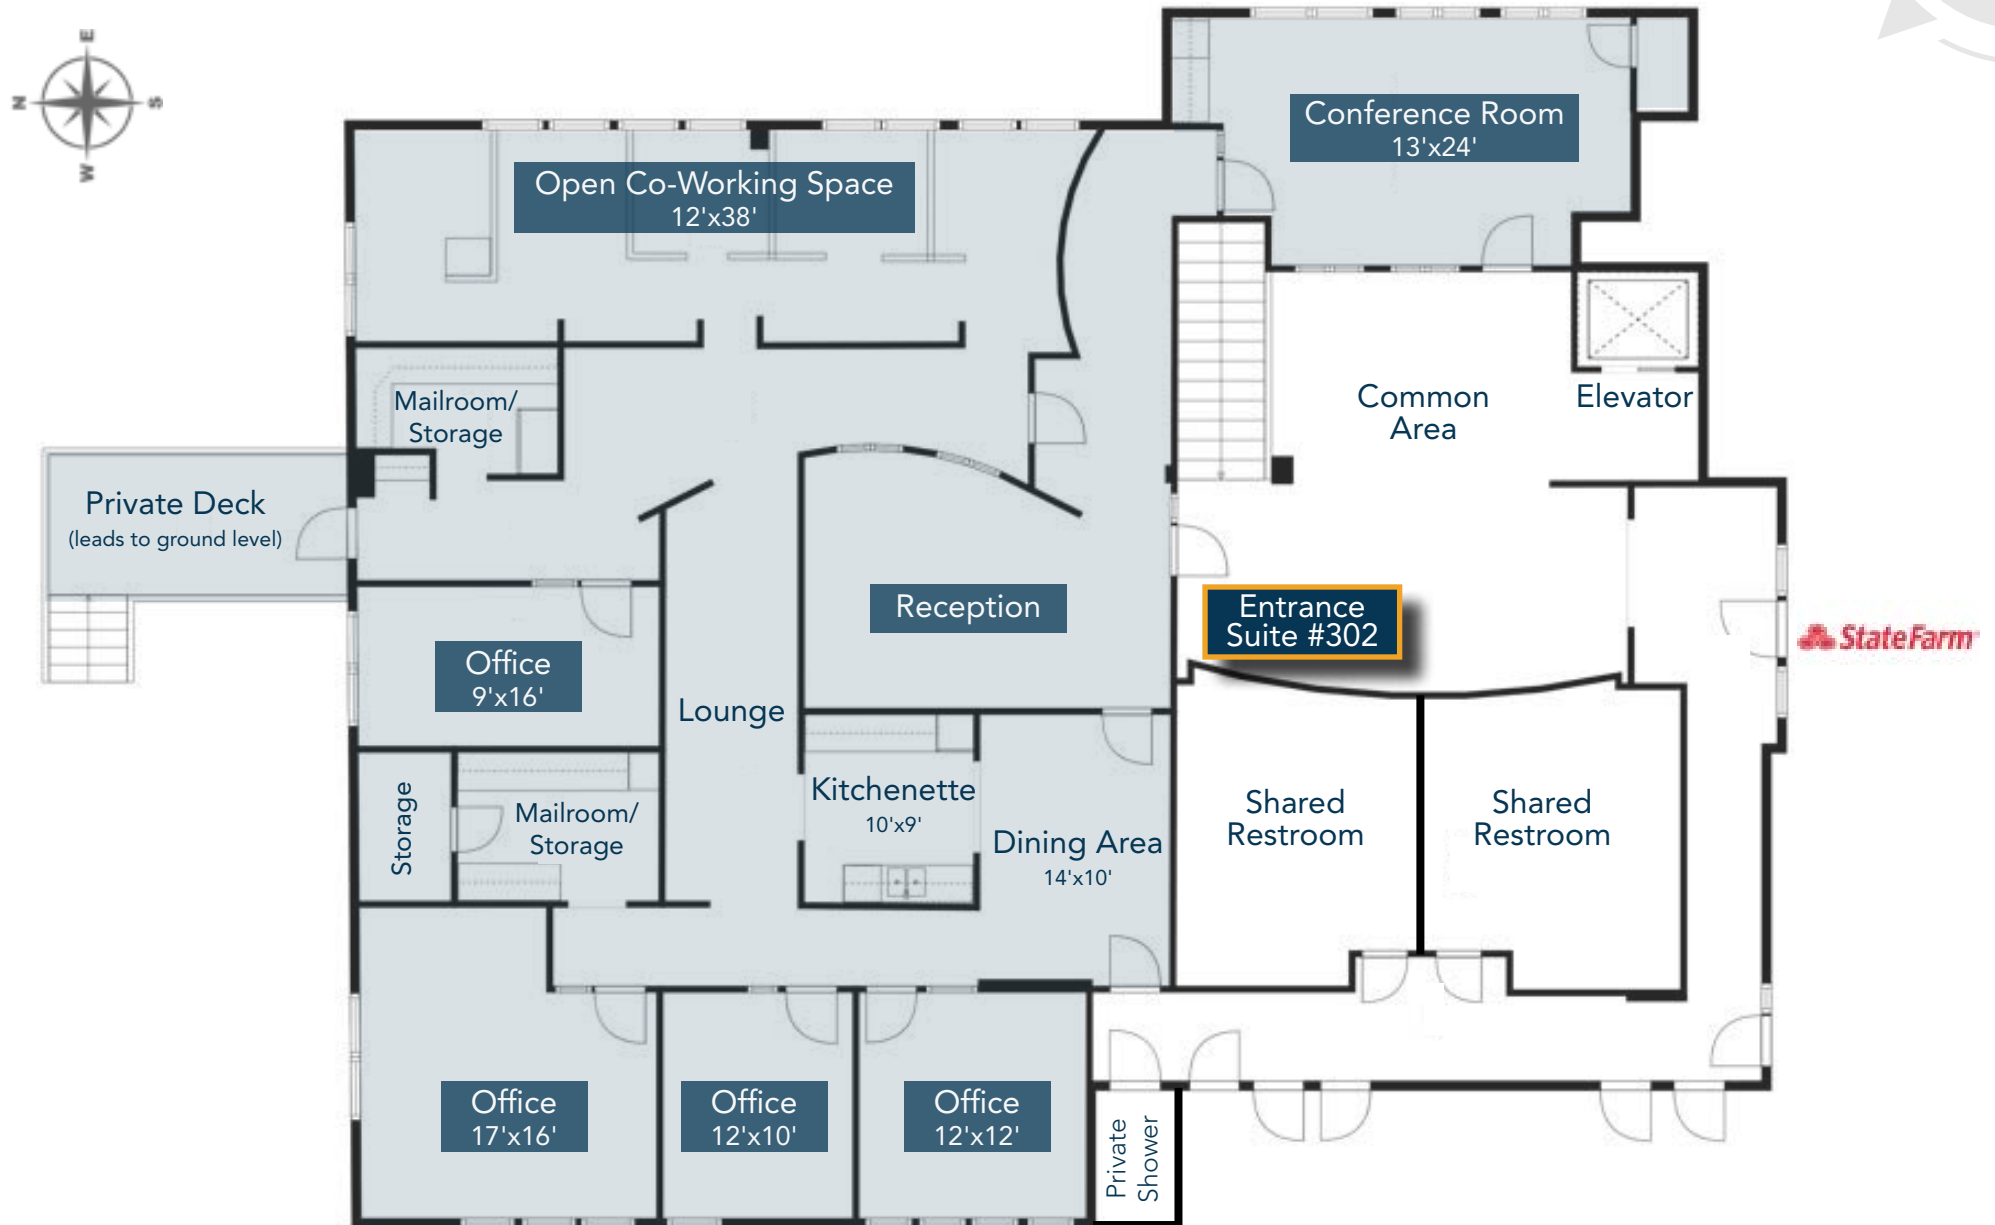 E
N
S
W
Conference Room
13'x24'
Open Co-Working Space
12'x38'
Mailroom/
Storage
Common
Area
Elevator
Private Deck
(leads to ground level)
Reception
Entrance
Suite #302
StateFarm
Office
9'x16'
Lounge
Kitchenette
10'x9'
Dining Area
14'x10'
Storage
Mailroom/
Storage
Shared
Restroom
Shared
Restroom
Office
17'x16'
Office
12'x10'
Office
12'x12'
Private
Shower